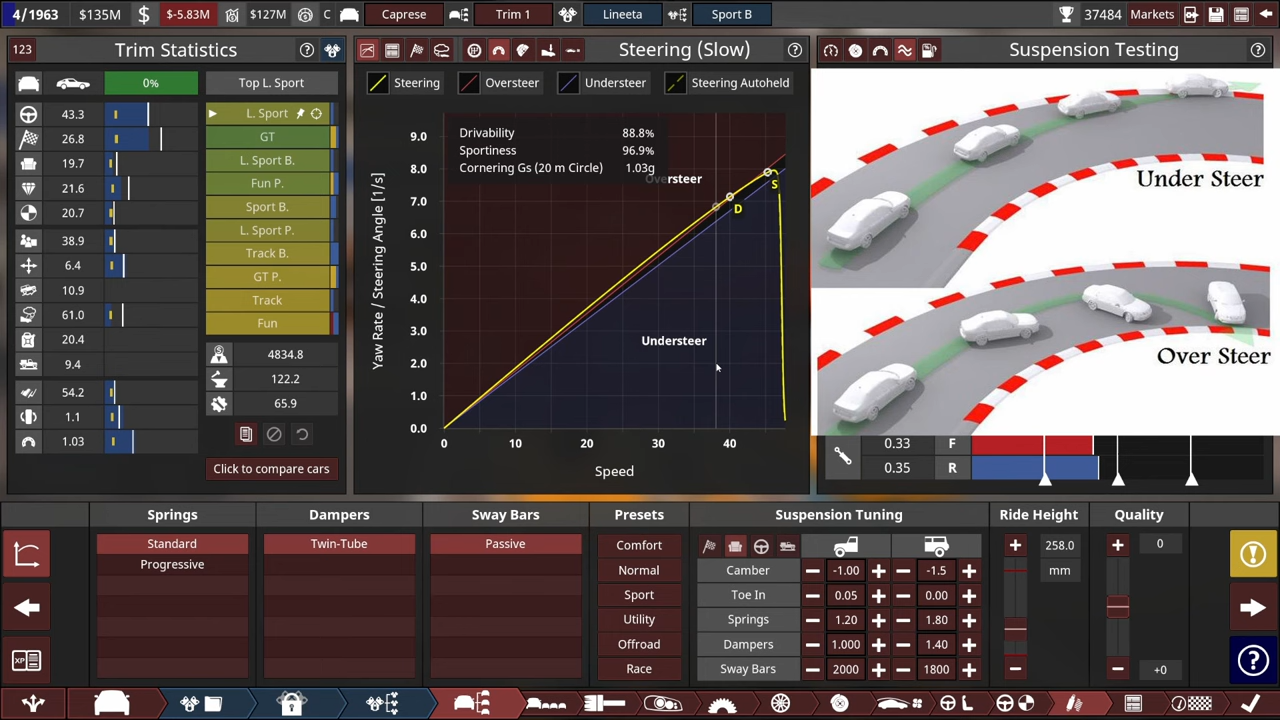 4/1963
$135M
$
$-5.83M
$127M
C
Caprese
Trim 1
Lineeta
Sport B
37484
Markets
123
Trim Statistics
?
Steering (Slow)
?
Suspension Testing
?
0%
Top L. Sport
43.3
26.8
19.7
21.6
20.7
38.9
6.4
10.9
61.0
20.4
9.4
54.2
1.1
1.03
L. Sport
GT
L. Sport B.
Fun P.
Sport B.
L. Sport P.
Track B.
GT P.
Track
Fun
4834.8
122.2
65.9
Click to compare cars
Steering
Oversteer
Understeer
Steering Autoheld
Drivability 88.8%
Sportiness 96.9%
Cornering Gs (20 m Circle) 1.03g
Oversteer
Understeer
S
D
Yaw Rate / Steering Angle [1/s]
9.0
8.0
7.0
6.0
5.0
4.0
3.0
2.0
1.0
0.0
0 10 20 30 40
Speed
Under Steer
Over Steer
0.33 F
0.35 R
Springs
Standard
Progressive
Dampers
Twin-Tube
Sway Bars
Passive
Presets
Comfort
Normal
Sport
Utility
Offroad
Race
Suspension Tuning
Camber -1.00 -1.5
Toe In 0.05 0.00
Springs 1.20 1.80
Dampers 1.000 1.40
Sway Bars 2000 1800
Ride Height
258.0
mm
Quality
0
+0
XP
?